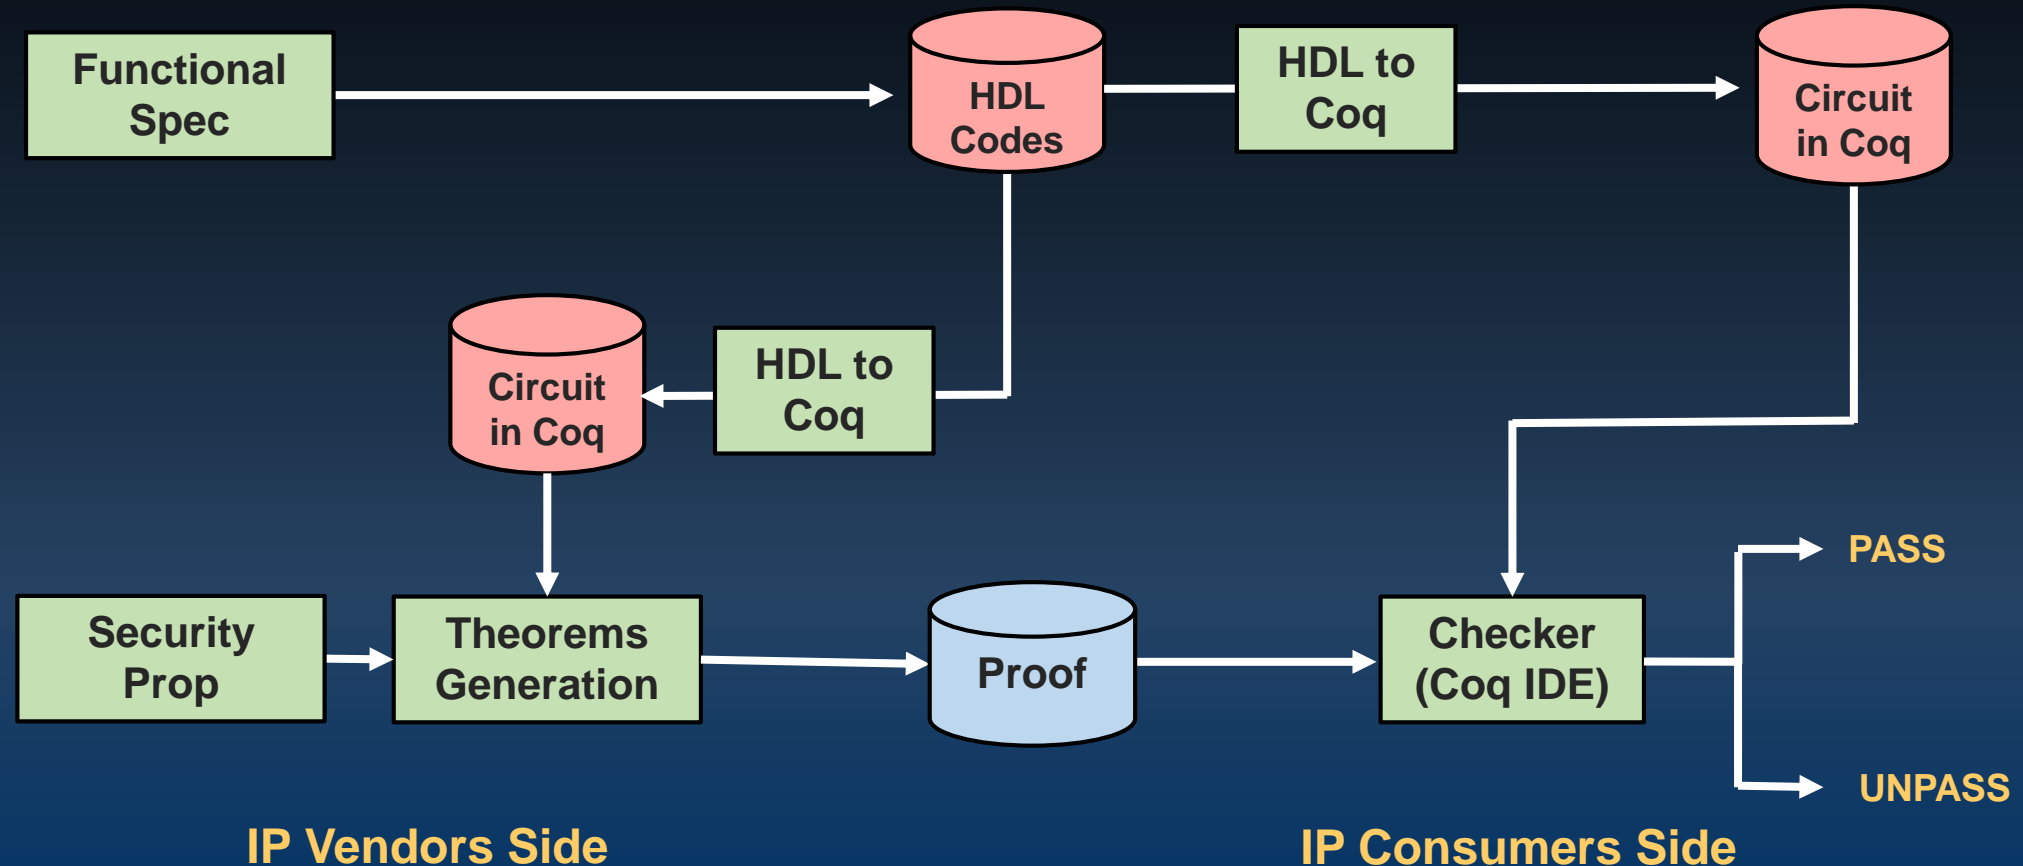 Functional
Spec
HDL
Codes
HDL to
Coq
Circuit
in Coq
Circuit
in Coq
HDL to
Coq
Security
Prop
Theorems
Generation
Proof
Checker
(Coq IDE)
PASS
UNPASS
IP Vendors Side
IP Consumers Side